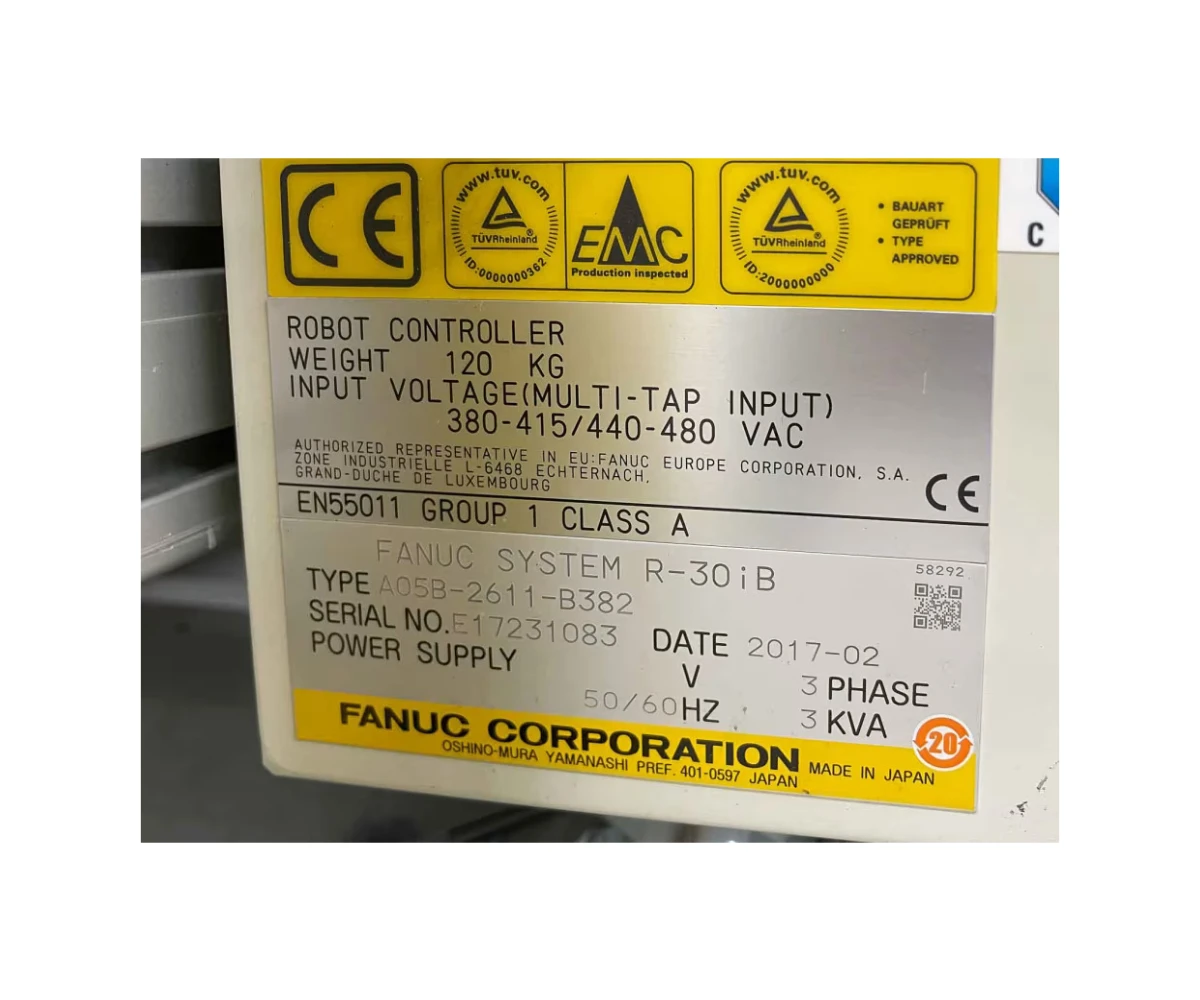 CE
www.tuv.com
TÜVRheinland®
ID:0000000362
EMC
Production inspected
www.tuv.com
TÜVRheinland®
ID:2000000000
• BAUART
GEPRÜFT
• TYPE
APPROVED
C
ROBOT CONTROLLER
WEIGHT 120 KG
INPUT VOLTAGE(MULTI-TAP INPUT)
380-415/440-480 VAC
AUTHORIZED REPRESENTATIVE IN EU:FANUC EUROPE CORPORATION, S.A.
ZONE INDUSTRIELLE L-6468 ECHTERNACH,
GRAND-DUCHE DE LUXEMBOURG
CE
EN55011 GROUP 1 CLASS A
FANUC SYSTEM R-30iB
58292
TYPE A05B-2611-B382
SERIAL NO.E17231083 DATE 2017-02
POWER SUPPLY V 3 PHASE
50/60HZ 3 KVA
20
FANUC CORPORATION
OSHINO-MURA YAMANASHI PREF. 401-0597 JAPAN MADE IN JAPAN